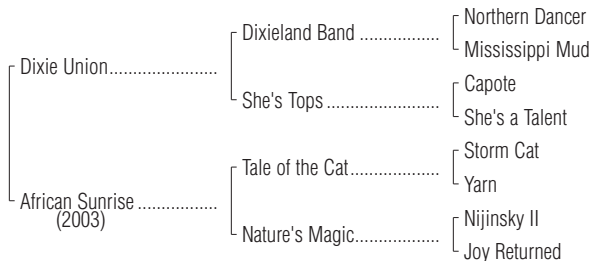 Northern Dancer
Dixieland Band ..................
Mississippi Mud
Dixie Union........................
Capote
She's Tops .........................
She's a Talent
Storm Cat
Tale of the Cat....................
Yarn
African Sunrise ..................
(2003)
Nijinsky II
Nature's Magic...................
Joy Returned